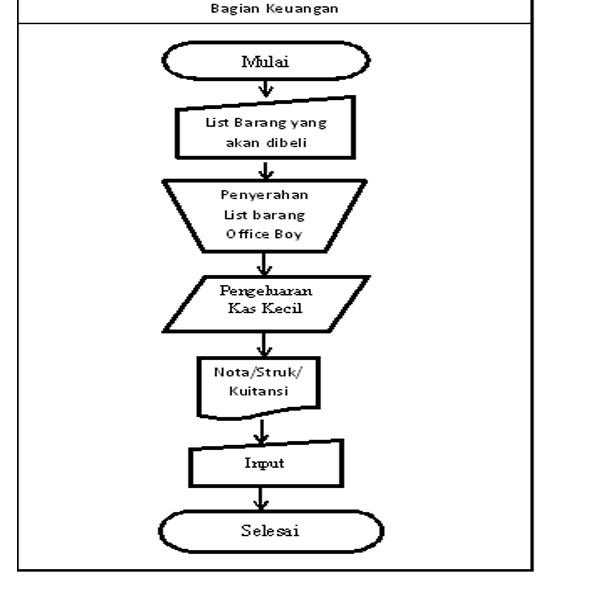 Bagian Keuangan
Mulai
List Barang yang
akan dibeli
Penyerahan
List barang
Office Boy
Pengeluaran
Kas Kecil
Nota/Struk/
Kuitansi
Input
Selesai